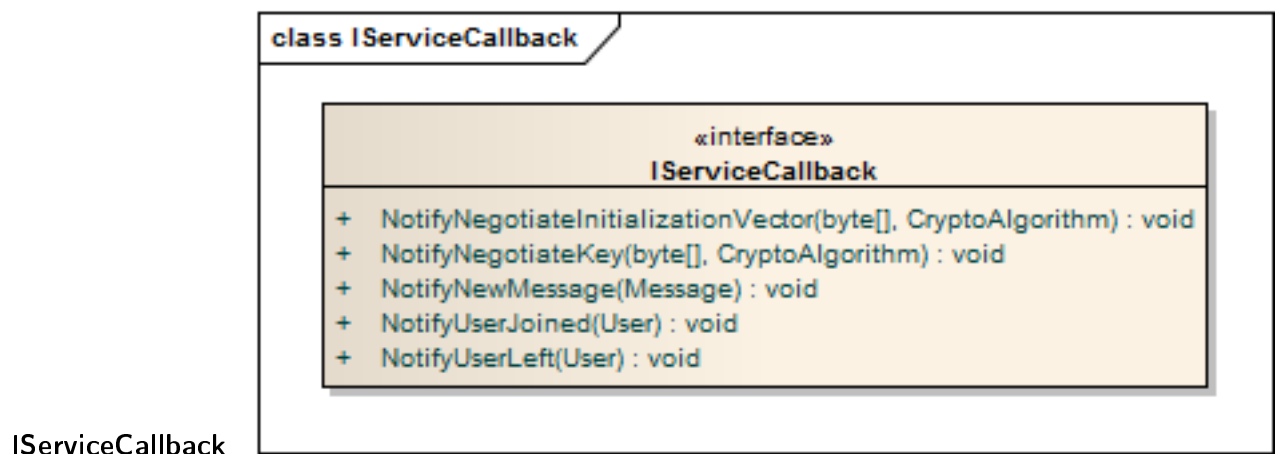 class IServiceCallback
«interface»
IServiceCallback
+ NotifyNegotiateInitializationVector(byte[], CryptoAlgorithm) : void
+ NotifyNegotiateKey(byte[], CryptoAlgorithm) : void
+ NotifyNewMessage(Message) : void
+ NotifyUserJoined(User) : void
+ NotifyUserLeft(User) : void
IServiceCallback